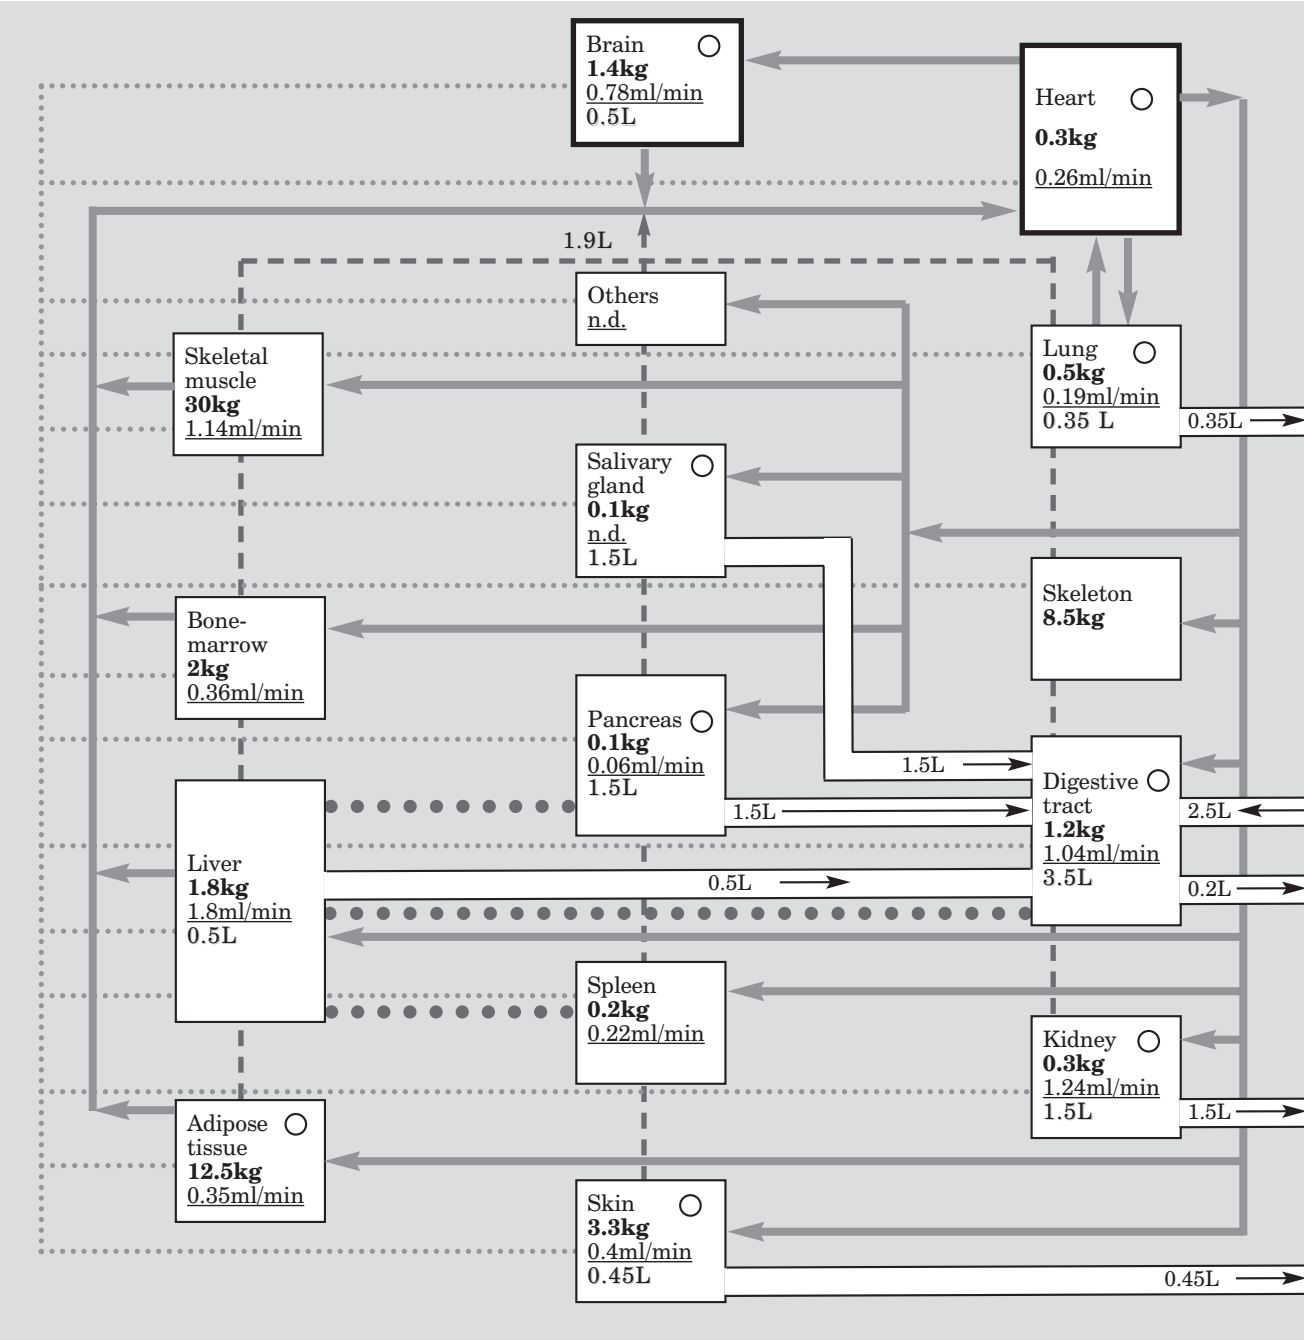 Brain
1.4kg
0.78ml/min
0.5L
Heart
0.3kg
0.26ml/min
1.9L
Others
n.d.
Skeletal
muscle
30kg
1.14ml/min
Lung
0.5kg
0.19ml/min
0.35 L
0.35L
Salivary
gland
0.1kg
n.d.
1.5L
Skeleton
8.5kg
Bone-
marrow
2kg
0.36ml/min
Pancreas
0.1kg
0.06ml/min
1.5L
1.5L
1.5L
Digestive
tract
1.2kg
1.04ml/min
3.5L
2.5L
0.2L
Liver
1.8kg
1.8ml/min
0.5L
0.5L
Spleen
0.2kg
0.22ml/min
Kidney
0.3kg
1.24ml/min
1.5L
1.5L
Adipose
tissue
12.5kg
0.35ml/min
Skin
3.3kg
0.4ml/min
0.45L
0.45L